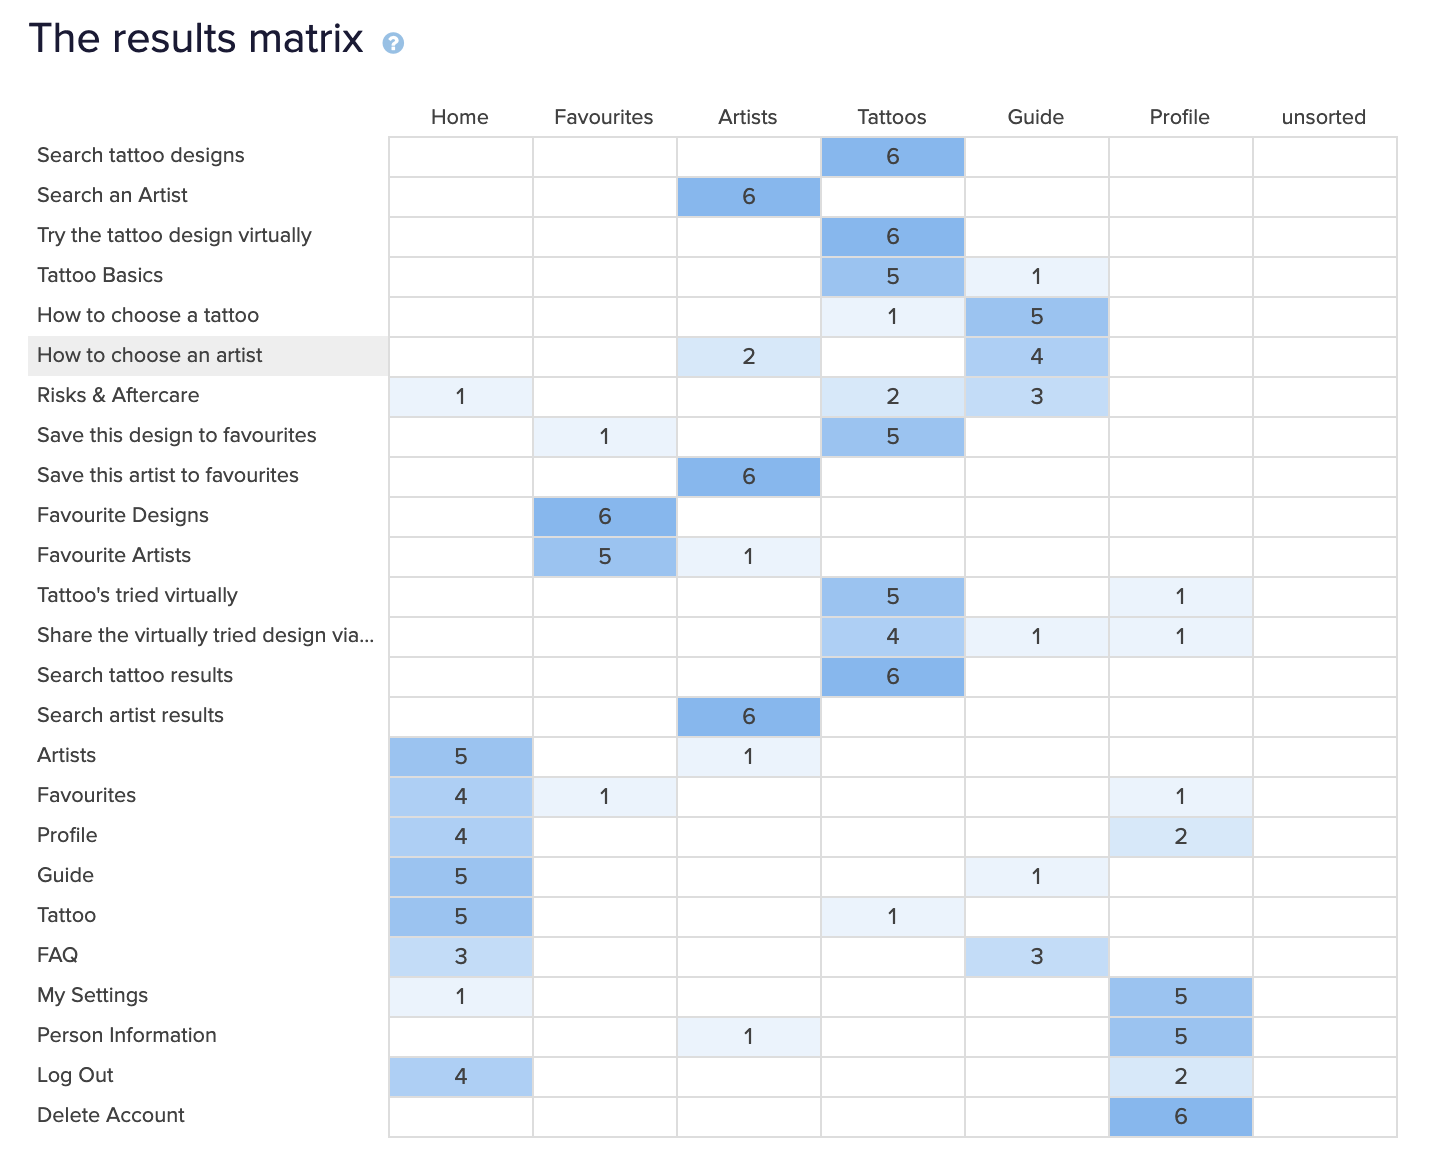 The results matrix ?
Home Favourites Artists Tattoos Guide Profile unsorted
Search tattoo designs 6
Search an Artist 6
Try the tattoo design virtually 6
Tattoo Basics 5 1
How to choose a tattoo 1 5
How to choose an artist 2 4
Risks & Aftercare 1 2 3
Save this design to favourites 1 5
Save this artist to favourites 6
Favourite Designs 6
Favourite Artists 5 1
Tattoo's tried virtually 5 1
Share the virtually tried design via... 4 1 1
Search tattoo results 6
Search artist results 6
Artists 5 1
Favourites 4 1 1
Profile 4 2
Guide 5 1
Tattoo 5 1
FAQ 3 3
My Settings 1 5
Person Information 1 5
Log Out 4 2
Delete Account 6